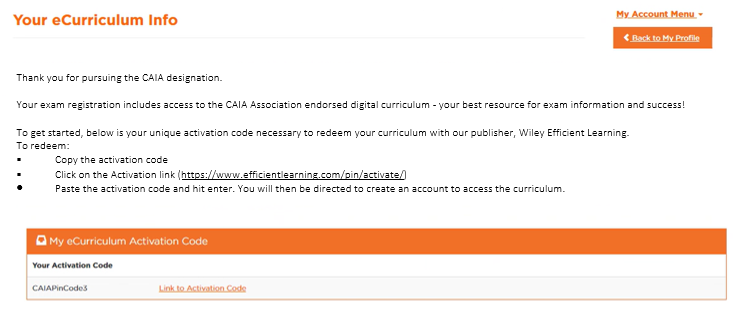 Your eCurriculum Info
My Account Menu
Back to My Profile
Thank you for pursuing the CAIA designation.
Your exam registration includes access to the CAIA Association endorsed digital curriculum - your best resource for exam information and success!
To get started, below is your unique activation code necessary to redeem your curriculum with our publisher, Wiley Efficient Learning.
To redeem:
▪ Copy the activation code
▪ Click on the Activation link (https://www.efficientlearning.com/pin/activate/)
● Paste the activation code and hit enter. You will then be directed to create an account to access the curriculum.
My eCurriculum Activation Code
Your Activation Code
CAIAPinCode3 Link to Activation Code